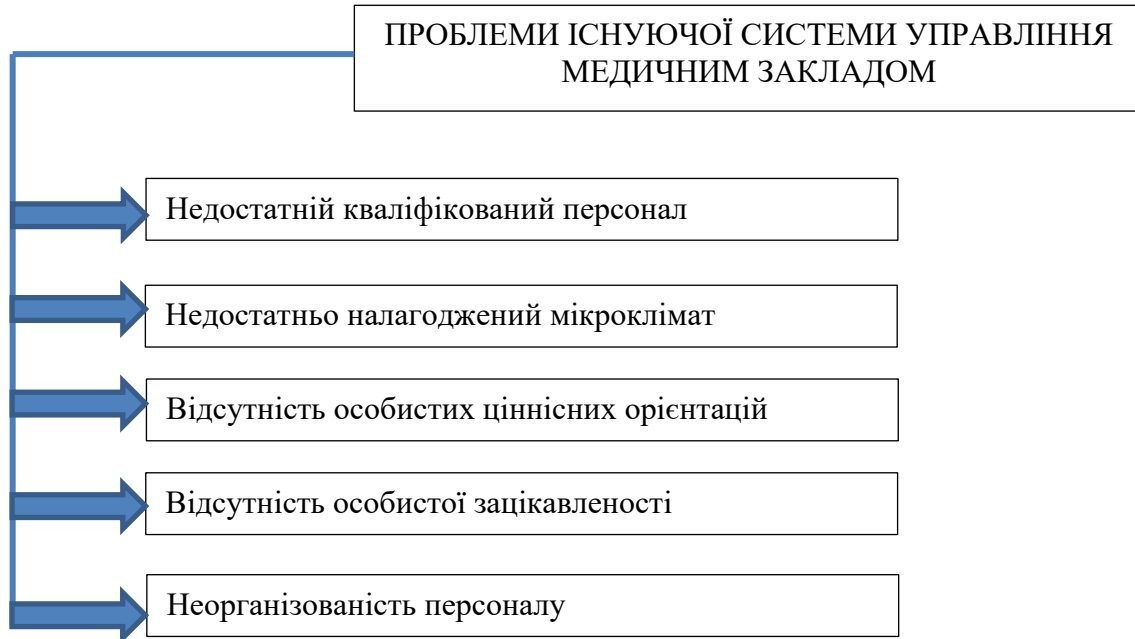 ПРОБЛЕМИ ІСНУЮЧОЇ СИСТЕМИ УПРАВЛІННЯ
МЕДИЧНИМ ЗАКЛАДОМ
Недостатній кваліфікований персонал
Недостатньо налагоджений мікроклімат
Відсутність особистих ціннісних орієнтацій
Відсутність особистої зацікавленості
Неорганізованість персоналу